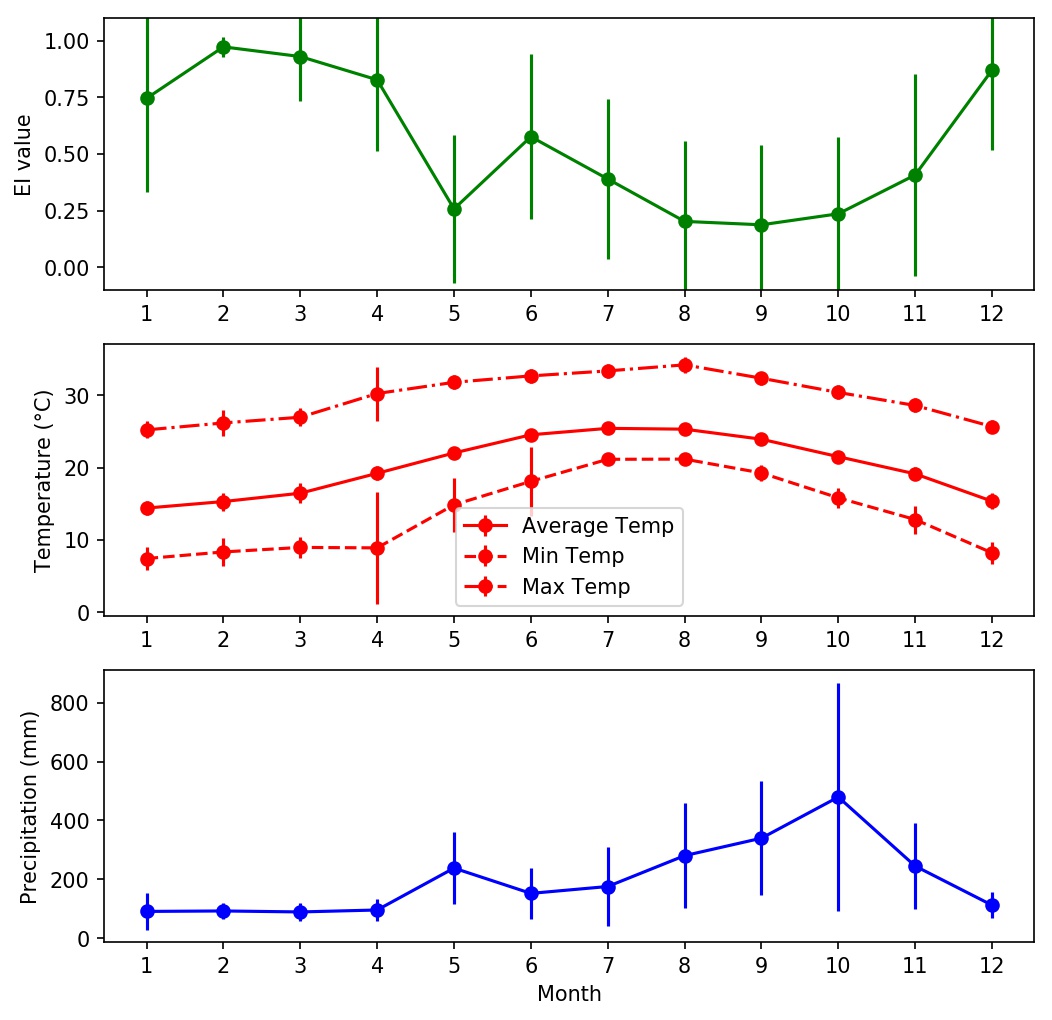 EI value
1.00
0.75
0.50
0.25
0.00
1 2 3 4 5 6 7 8 9 10 11 12
Temperature (°C)
30
20
10
0
Average Temp
Min Temp
Max Temp
1 2 3 4 5 6 7 8 9 10 11 12
Precipitation (mm)
800
600
400
200
0
1 2 3 4 5 6 7 8 9 10 11 12
Month